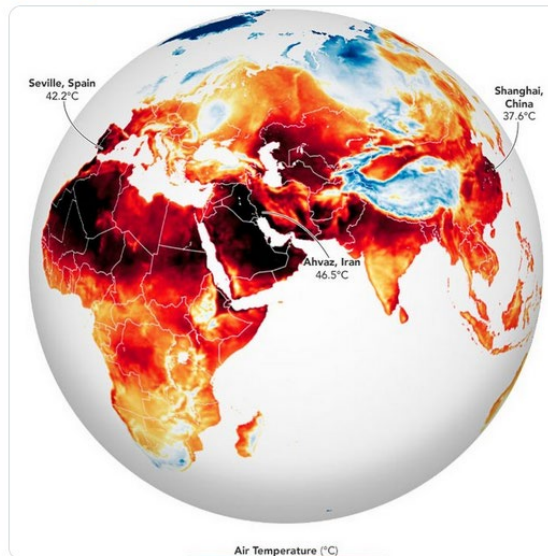 Seville, Spain
42.2°C
Shanghai,
China
37.6°C
Ahvaz, Iran
46.5°C
Air Temperature (°C)